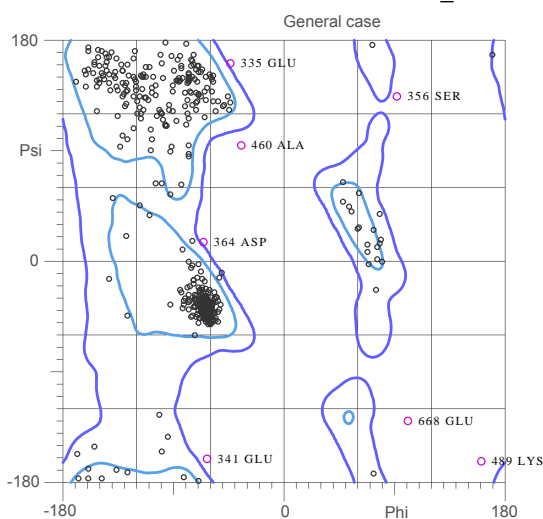 General case
180
335 GLU
356 SER
460 ALA
Psi
364 ASP
0
668 GLU
341 GLU
489 LYS
-180
-180
0
Phi
180